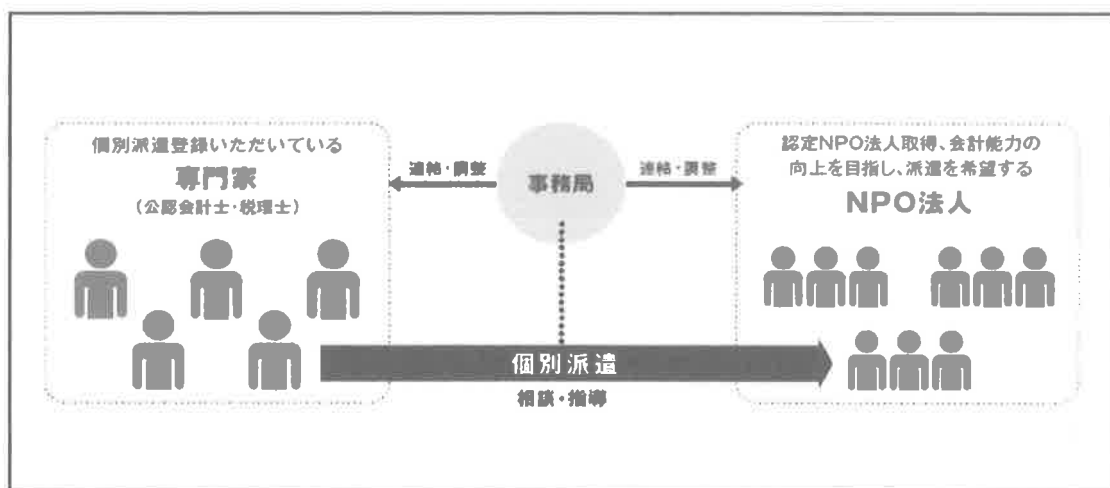 個別派遣登録いただいている
専門家
(公認会計士・税理士)
連絡・調整
事務局
連絡・調整
認定NPO法人取得、会計能力の
向上を目指し、派遣を希望する
NPO法人
個別派遣
相談・指導